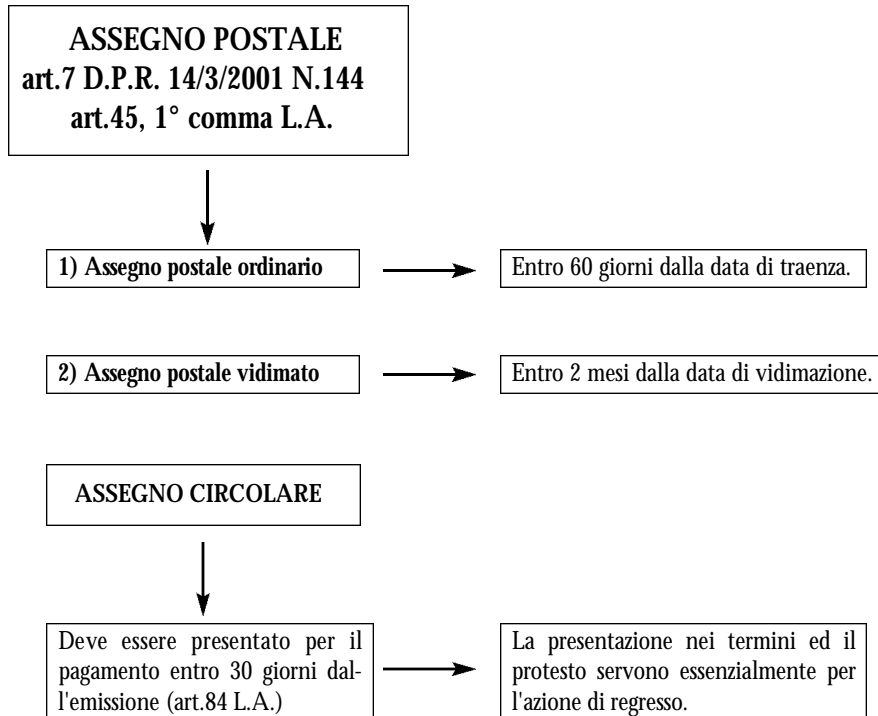 ASSEGNO POSTALE
art.7 D.P.R. 14/3/2001 N.144
art.45, 1° comma L.A.
1) Assegno postale ordinario
Entro 60 giorni dalla data di traenza.
2) Assegno postale vidimato
Entro 2 mesi dalla data di vidimazione.
ASSEGNO CIRCOLARE
Deve essere presentato per il
pagamento entro 30 giorni dal-
l'emissione (art.84 L.A.)
La presentazione nei termini ed il
protesto servono essenzialmente per
l'azione di regresso.